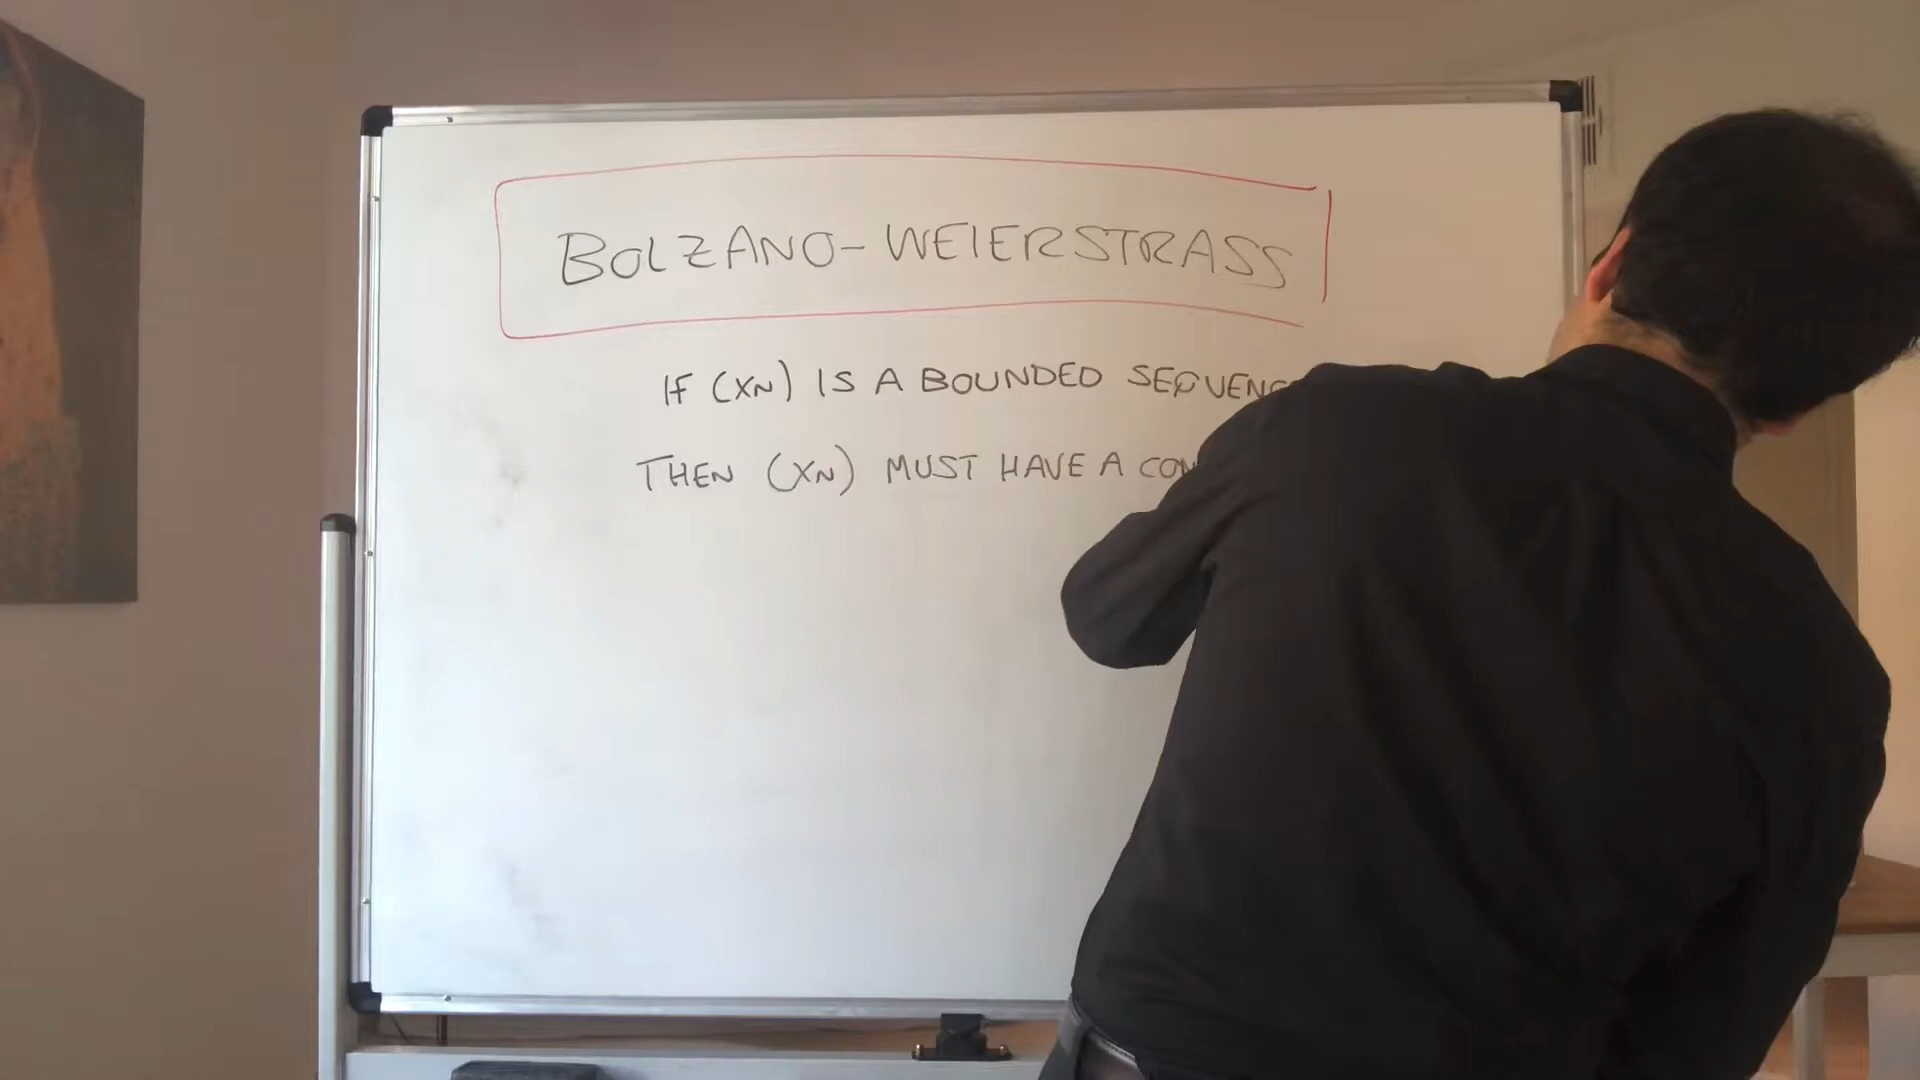 BOLZANO-WEIERSTRASS
IF (XN) IS A BOUNDED
THEN (XN) MUST HAVE A